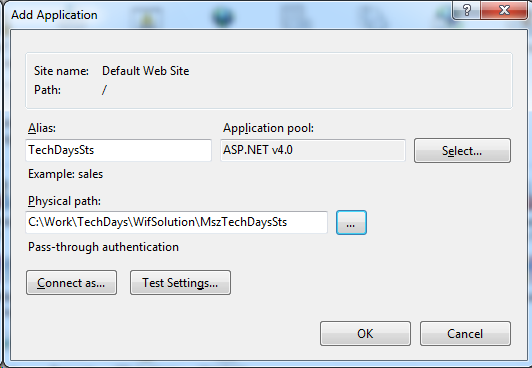 Add Application
?
Site name: Default Web Site
Path: /
Alias: Application pool:
TechDaysSts ASP.NET v4.0 Select...
Example: sales
Physical path:
C:\Work\TechDays\WifSolution\MszTechDaysSts ...
Pass-through authentication
Connect as... Test Settings...
OK Cancel